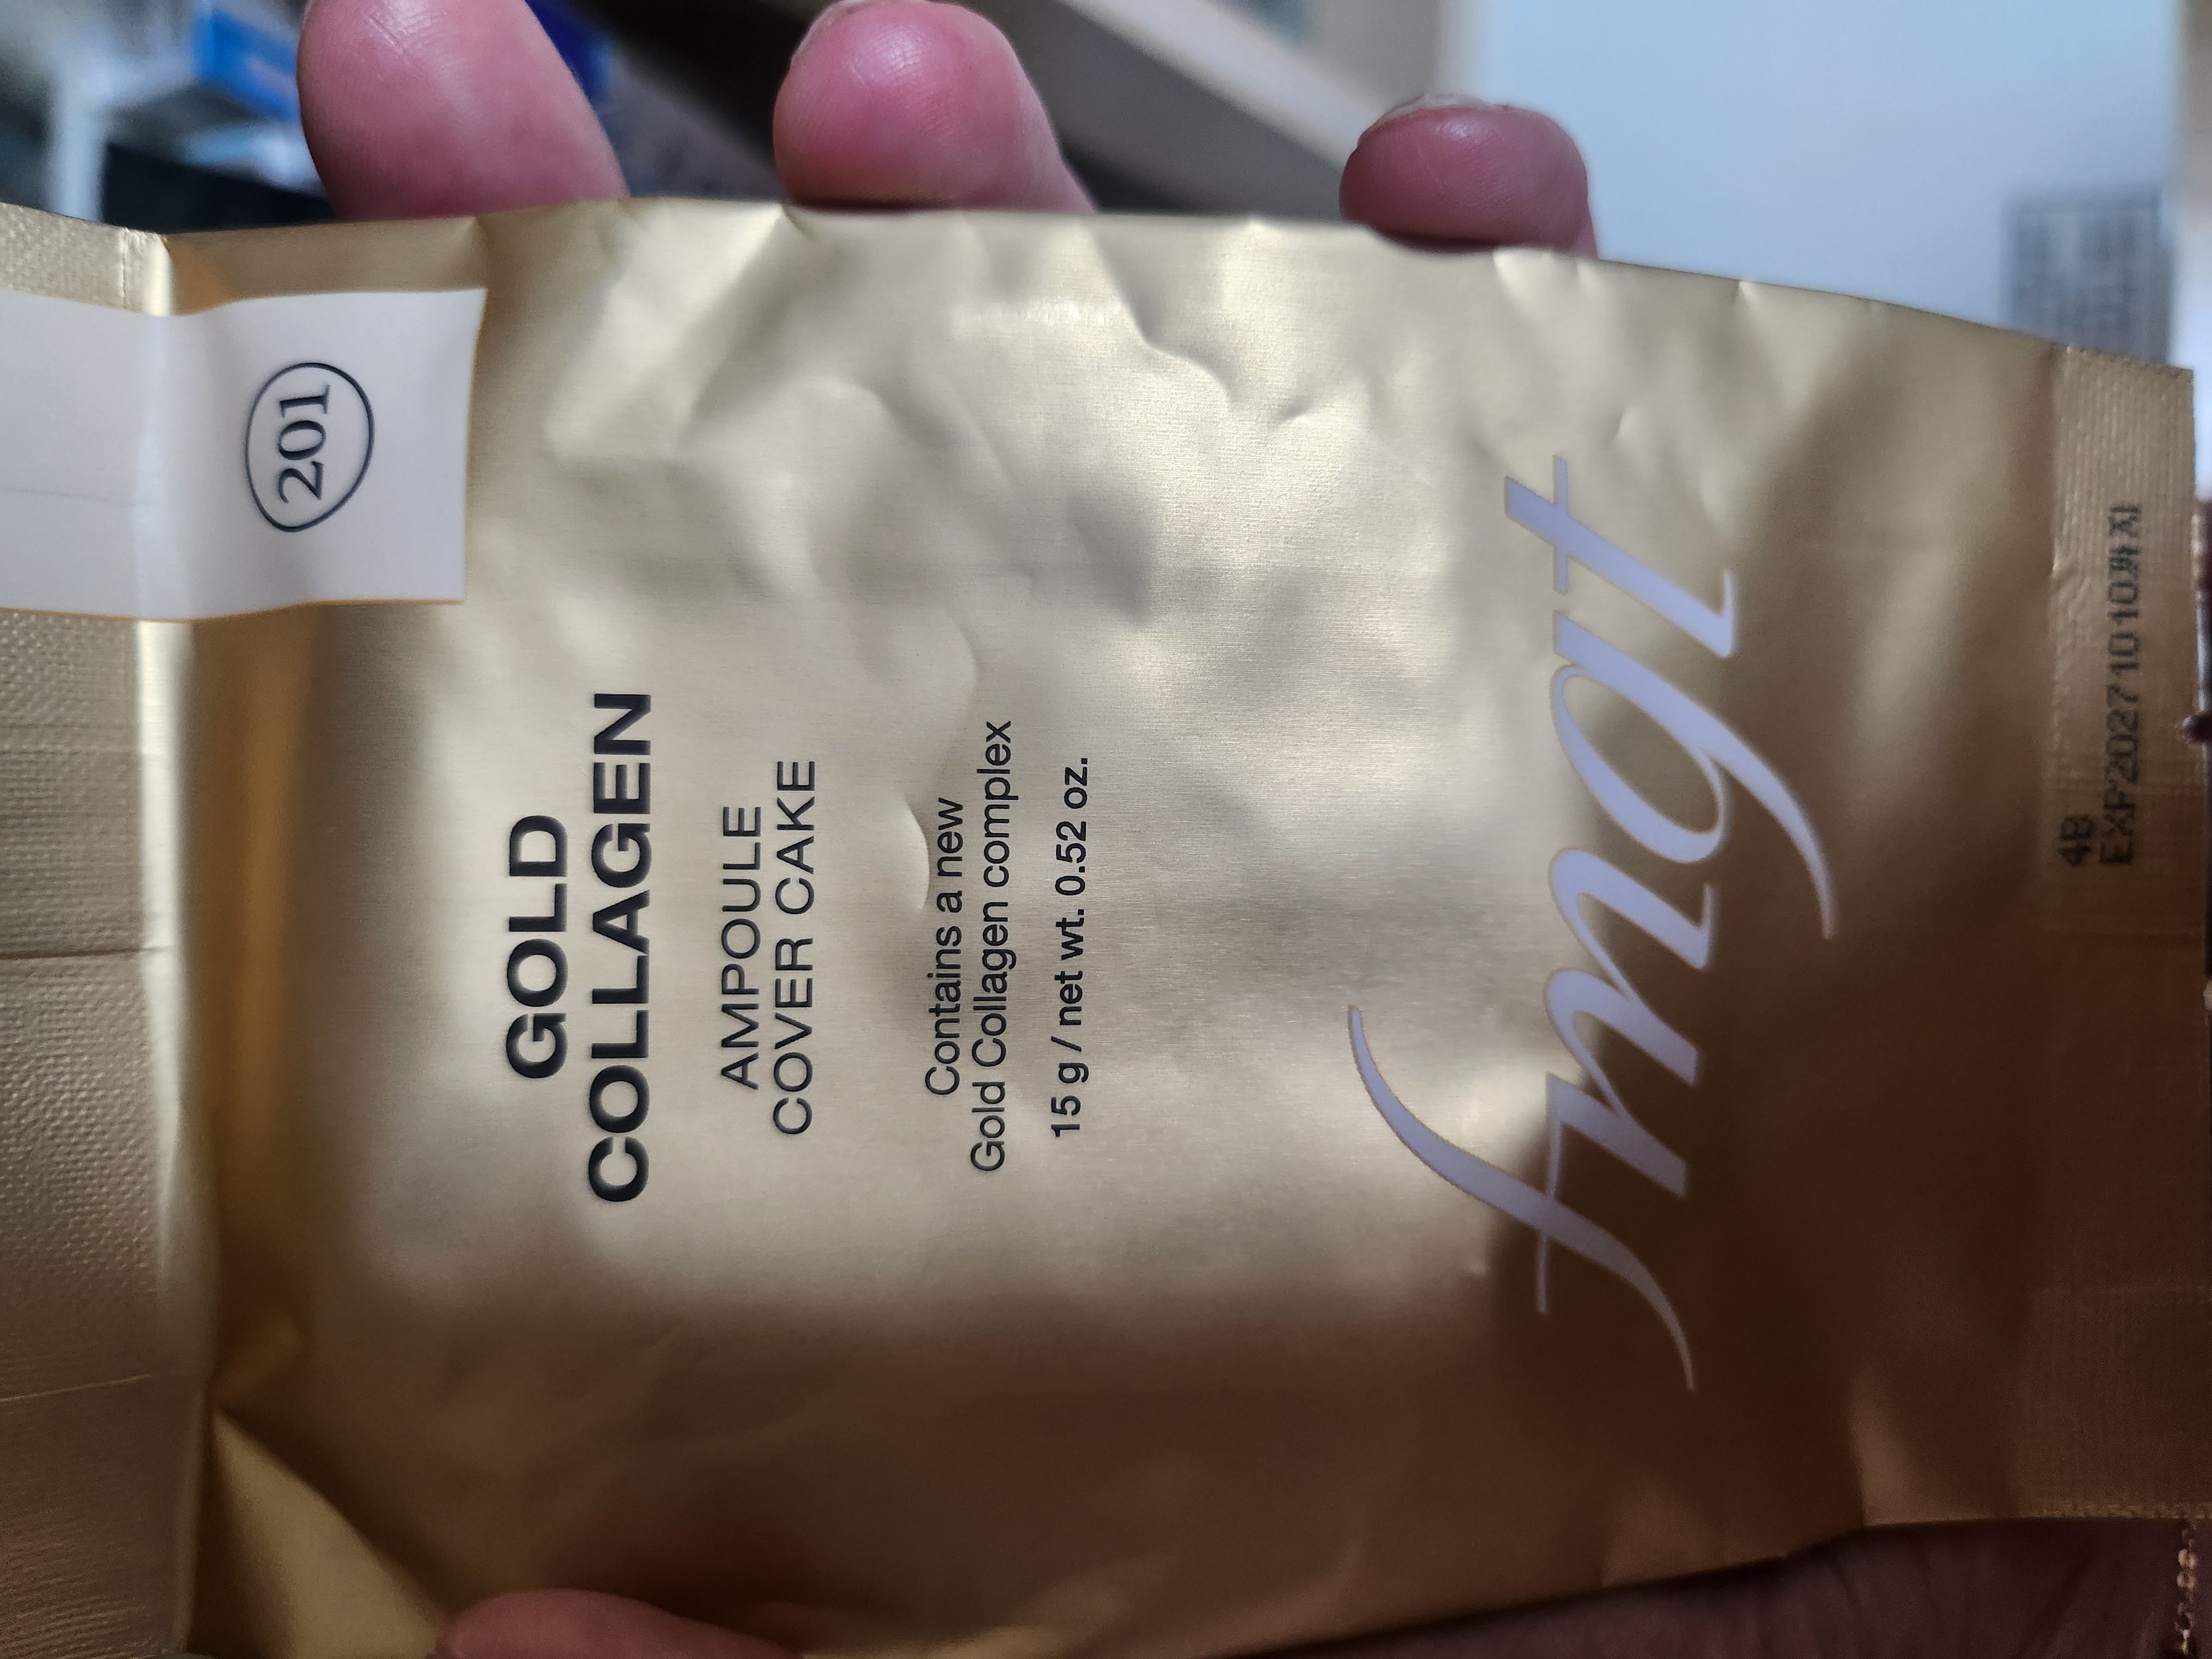 201
GOLD
COLLAGEN
AMPOULE
COVER CAKE
Contains a new
Gold Collagen complex
15 g / net wt. 0.52 oz.
fmgt
4B
EXP20271010까지